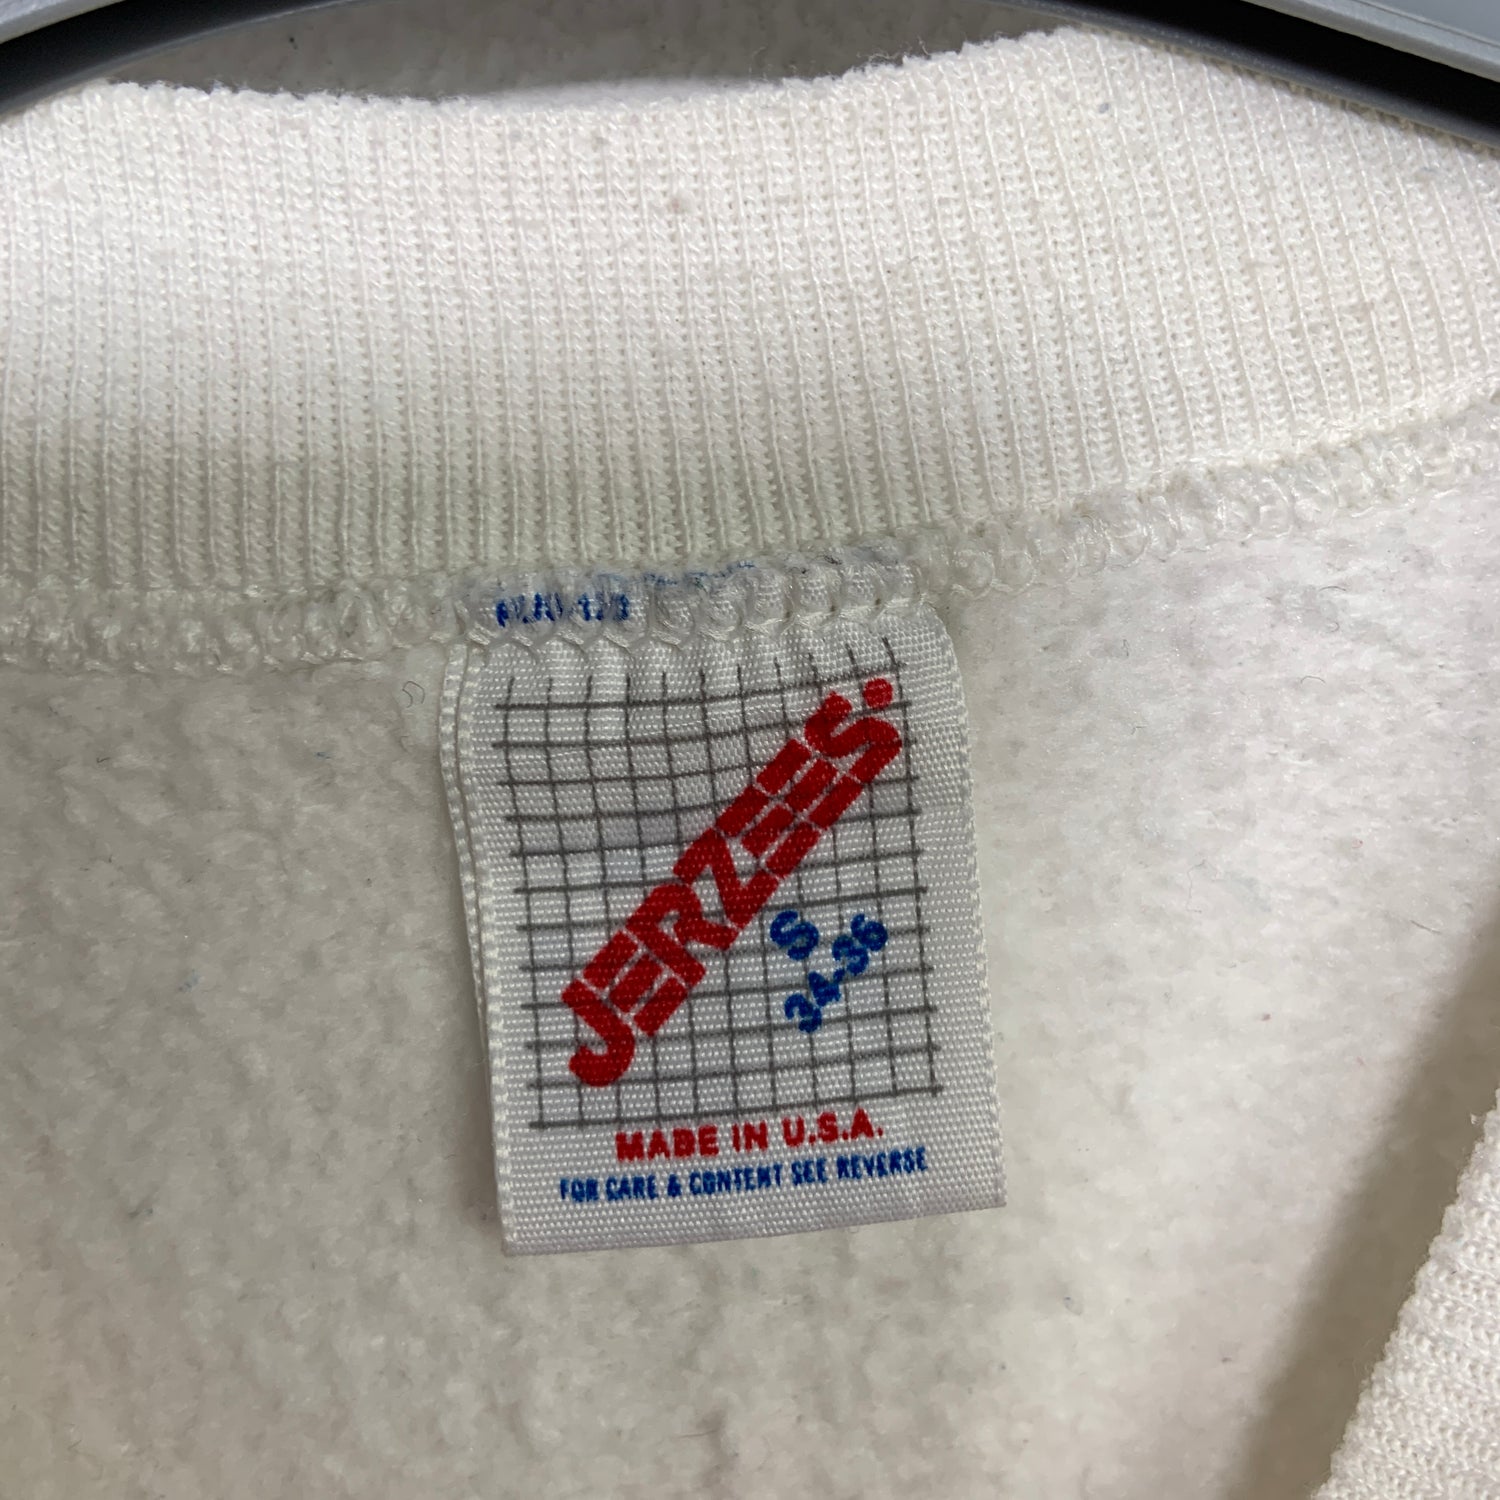 JERZEES.
S
34-36
MADE IN U.S.A.
FOR CARE & CONTENT SEE REVERSE